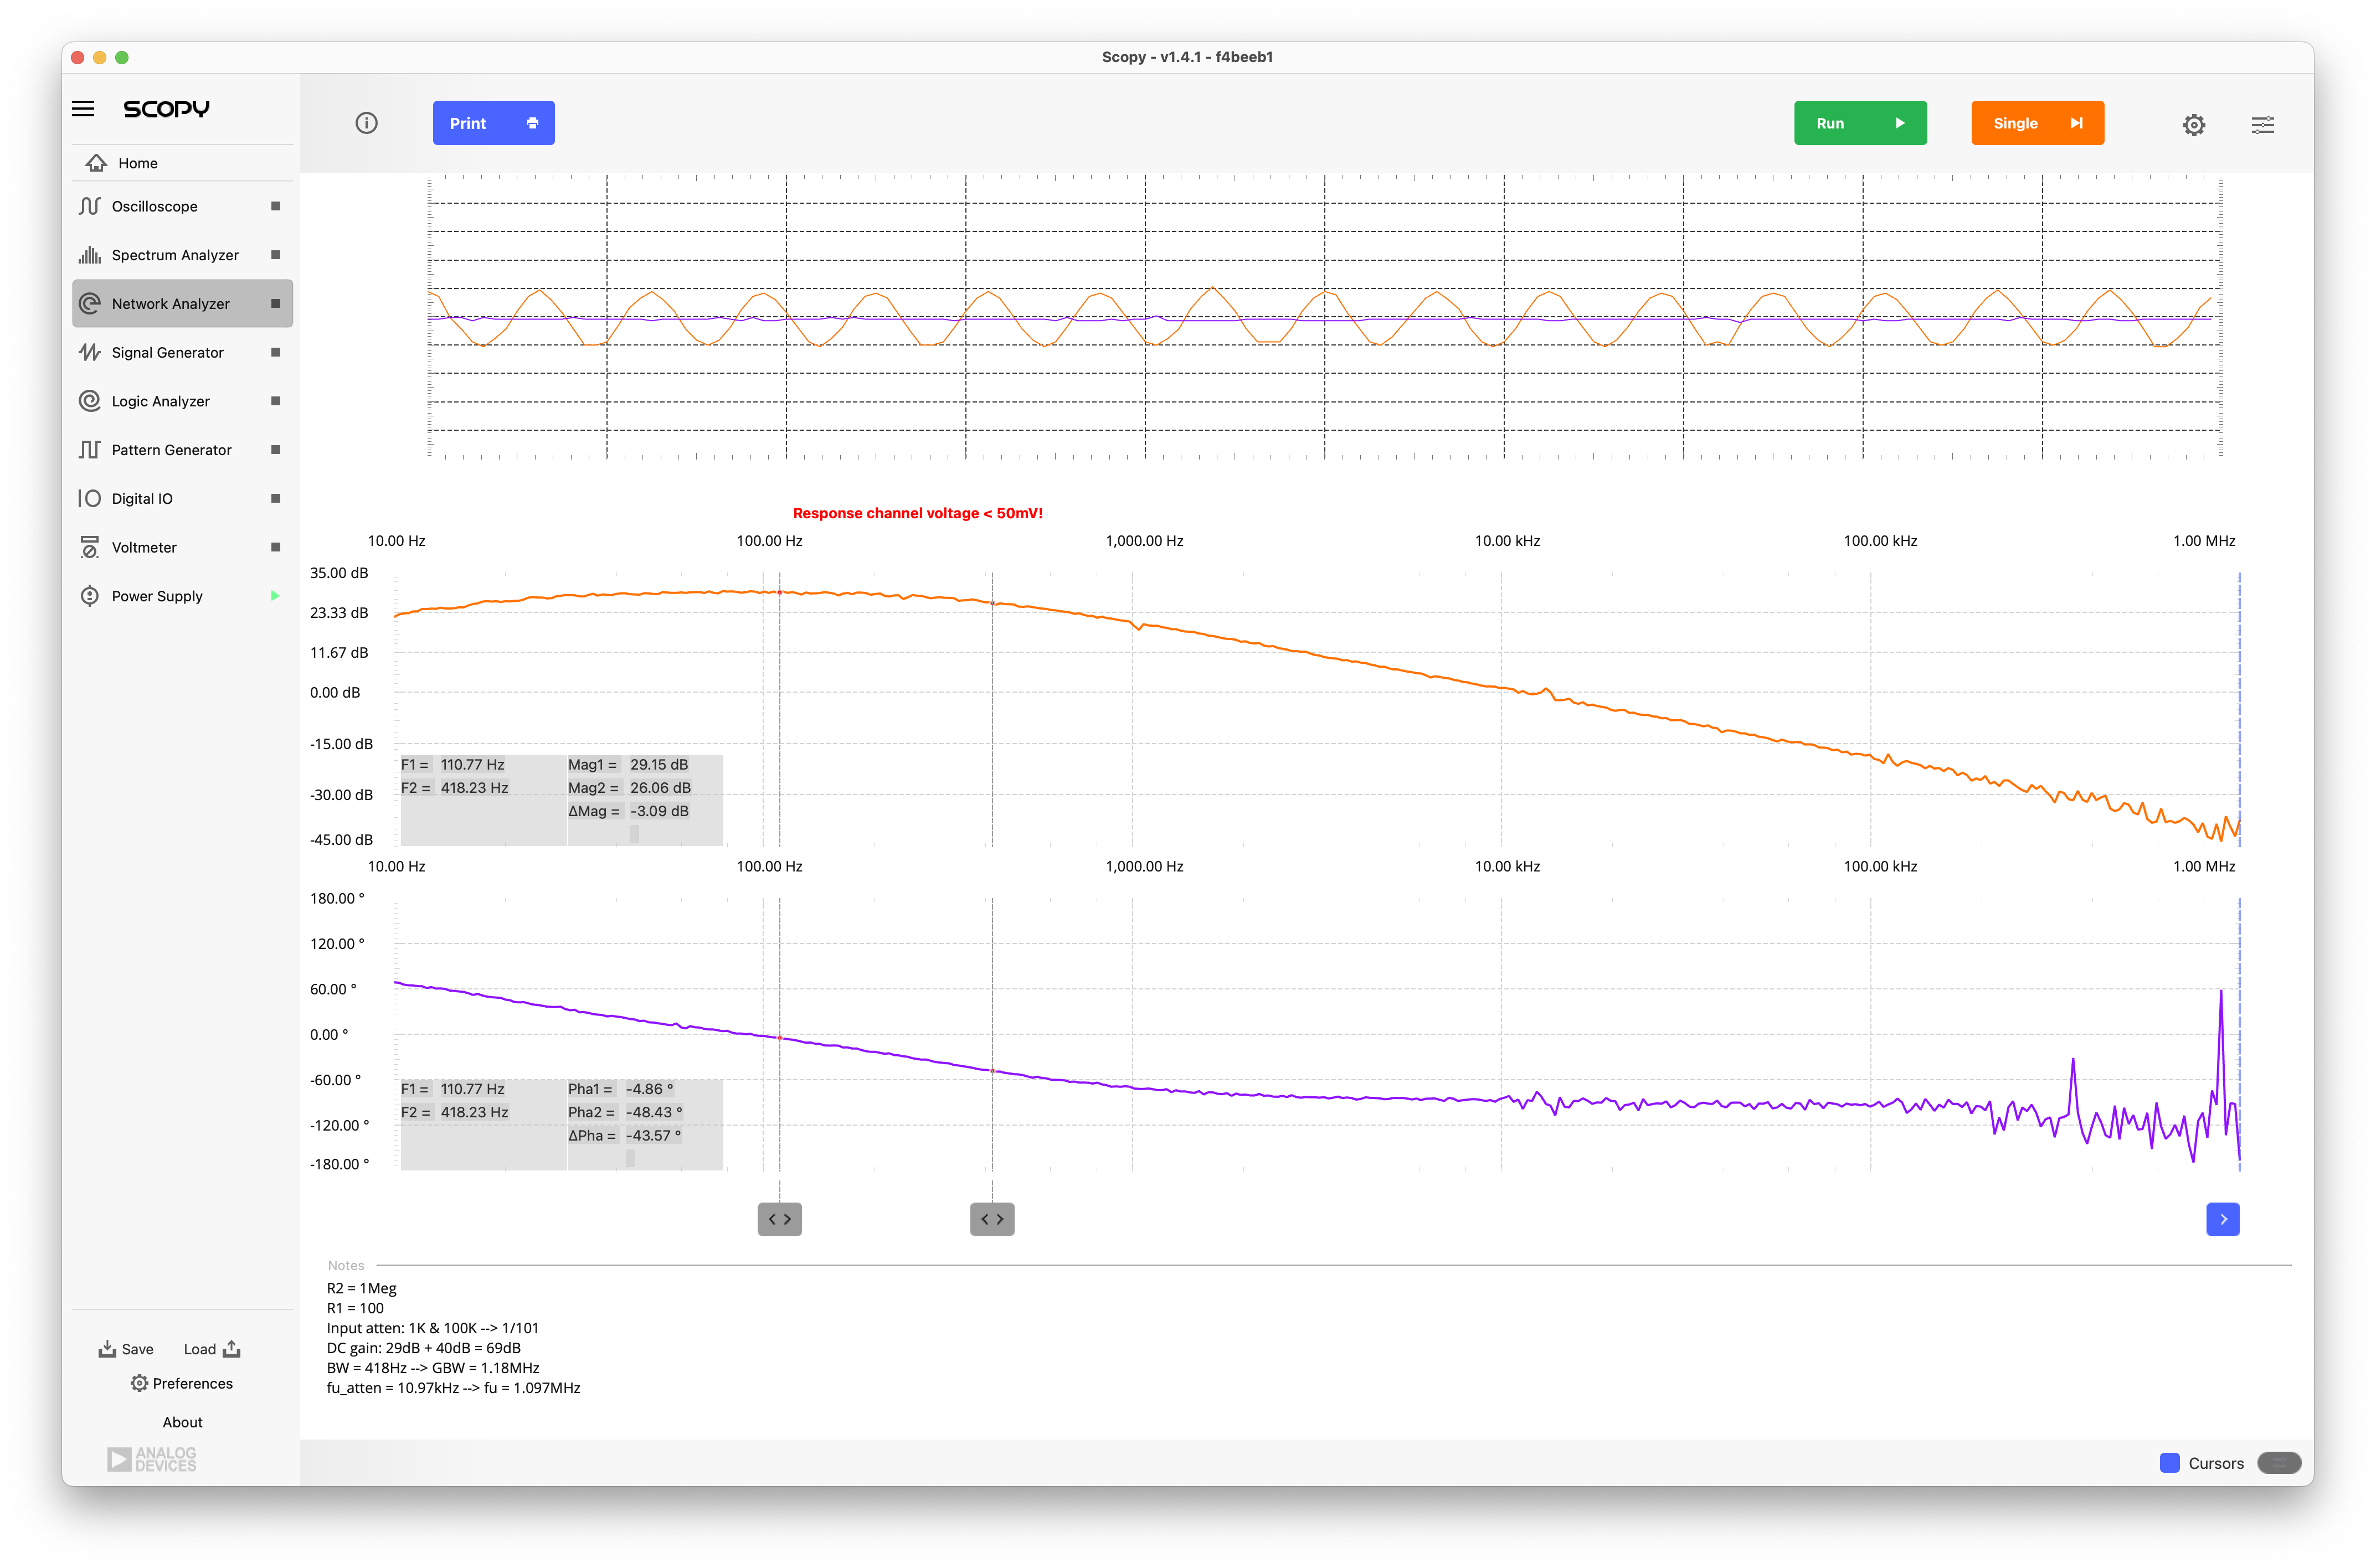 Scopy - v1.4.1 - f4beeb1
SCOPY
Print
Run
Single
Home
Oscilloscope
Spectrum Analyzer
Network Analyzer
Signal Generator
Logic Analyzer
Pattern Generator
Digital IO
Voltmeter
Power Supply
Response channel voltage < 50mV!
10.00 Hz 100.00 Hz 1,000.00 Hz 10.00 kHz 100.00 kHz 1.00 MHz
35.00 dB
23.33 dB
11.67 dB
0.00 dB
-15.00 dB
-30.00 dB
-45.00 dB
F1 = 110.77 Hz Mag1 = 29.15 dB
F2 = 418.23 Hz Mag2 = 26.06 dB
ΔMag = -3.09 dB
10.00 Hz 100.00 Hz 1,000.00 Hz 10.00 kHz 100.00 kHz 1.00 MHz
180.00 °
120.00 °
60.00 °
0.00 °
-60.00 °
-120.00 °
-180.00 °
F1 = 110.77 Hz Pha1 = -4.86 °
F2 = 418.23 Hz Pha2 = -48.43 °
ΔPha = -43.57 °
Notes
R2 = 1Meg
R1 = 100
Input atten: 1K & 100K --> 1/101
DC gain: 29dB + 40dB = 69dB
BW = 418Hz --> GBW = 1.18MHz
fu_atten = 10.97kHz --> fu = 1.097MHz
Save Load
Preferences
About
ANALOG
DEVICES
Cursors